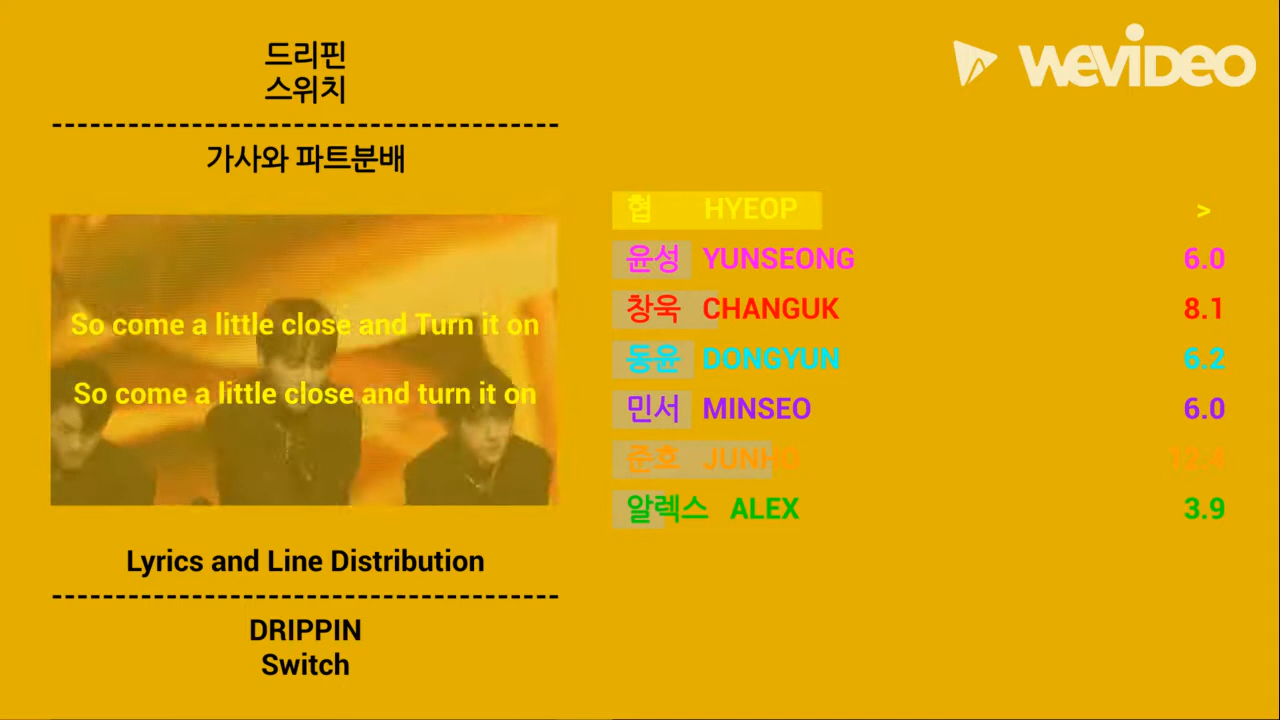 드리핀
스위치
가사와 파트분배
So come a little close and Turn it on
So come a little close and turn it on
Lyrics and Line Distribution
DRIPPIN
Switch
WEVIDEO
협 HYEOP >
윤성 YUNSEONG 6.0
창욱 CHANGUK 8.1
동윤 DONGYUN 6.2
민서 MINSEO 6.0
준호 JUNHO 12.4
알렉스 ALEX 3.9